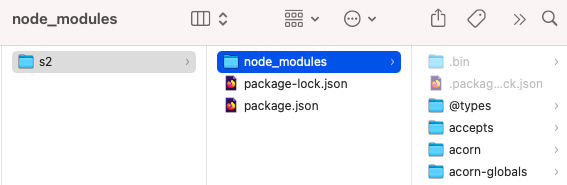 node_modules
s2
node_modules
package-lock.json
package.json
.bin
.packag...ck.json
@types
accepts
acorn
acorn-globals